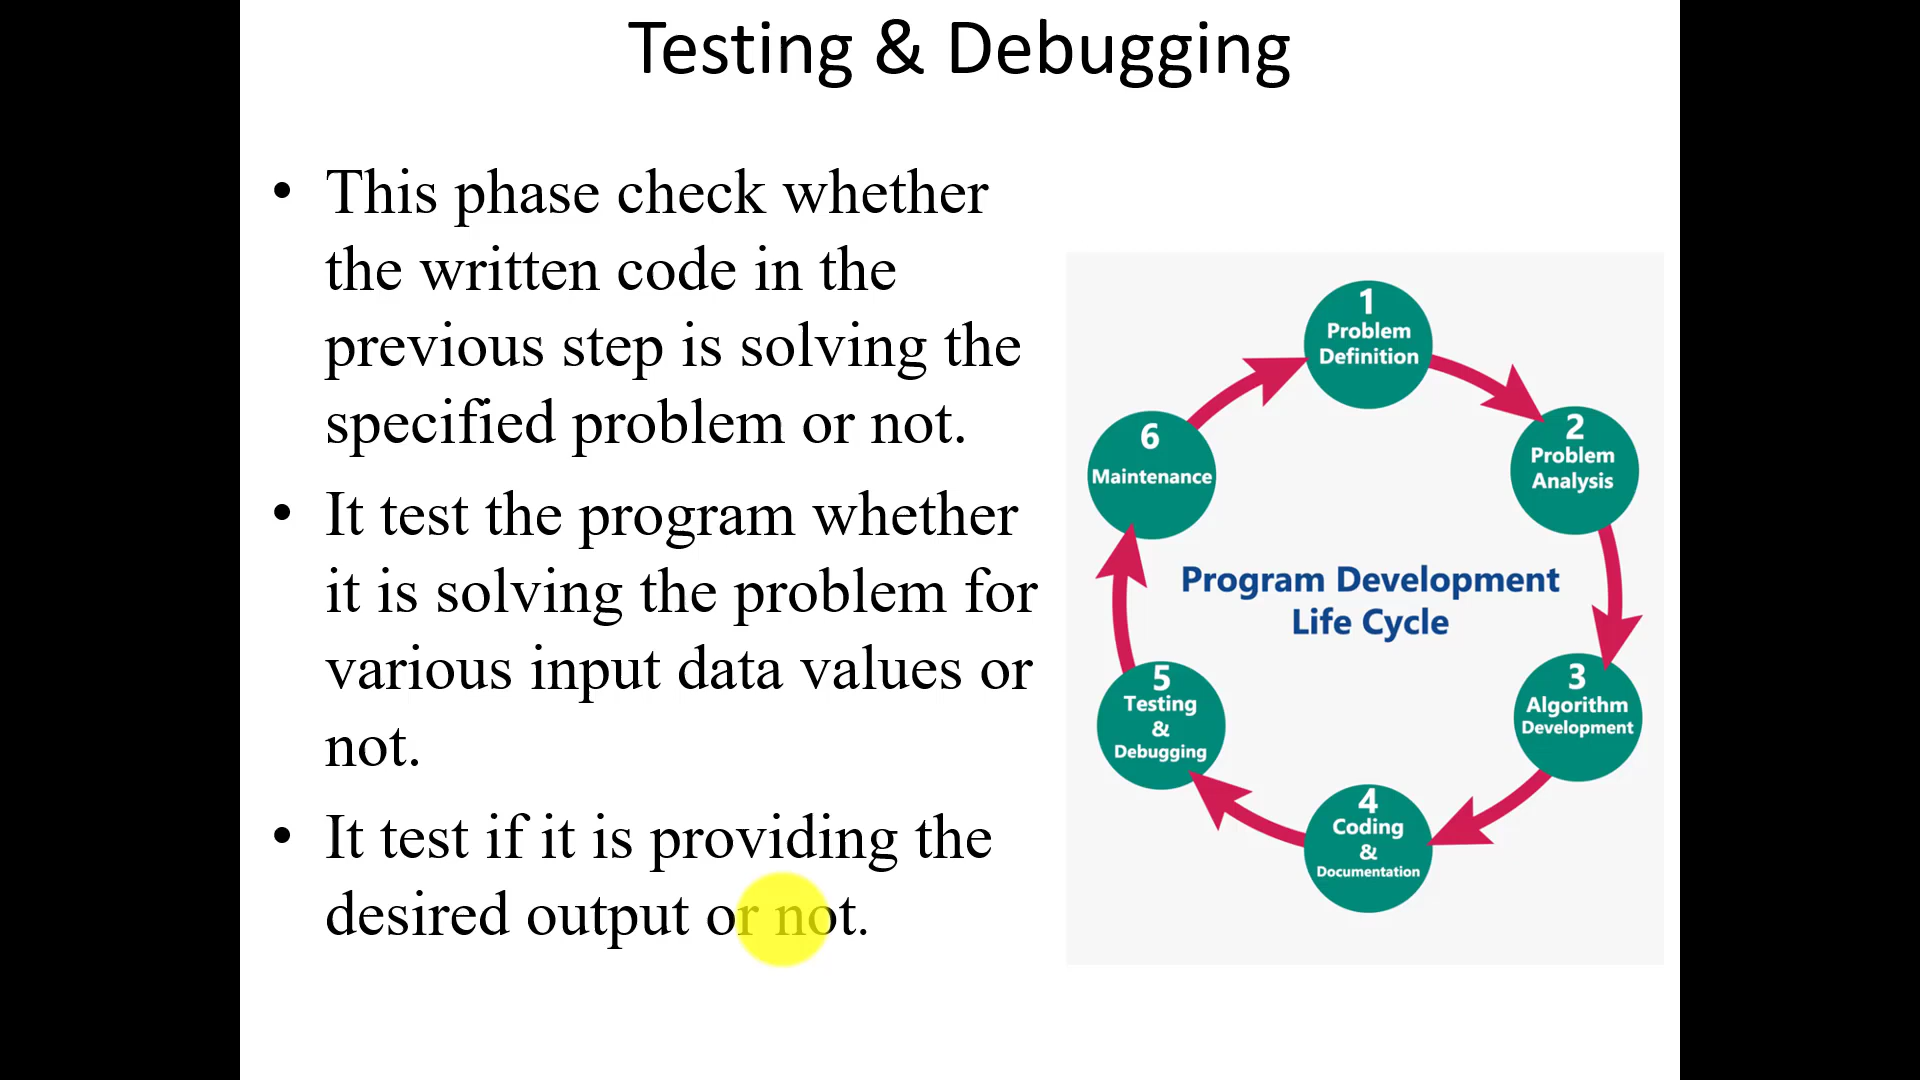 Testing & Debugging
• This phase check whether
the written code in the
previous step is solving the
specified problem or not.
• It test the program whether
it is solving the problem for
various input data values or
not.
• It test if it is providing the
desired output or not.
1
Problem
Definition
2
Problem
Analysis
3
Algorithm
Development
4
Coding
&
Documentation
5
Testing
&
Debugging
6
Maintenance
Program Development
Life Cycle